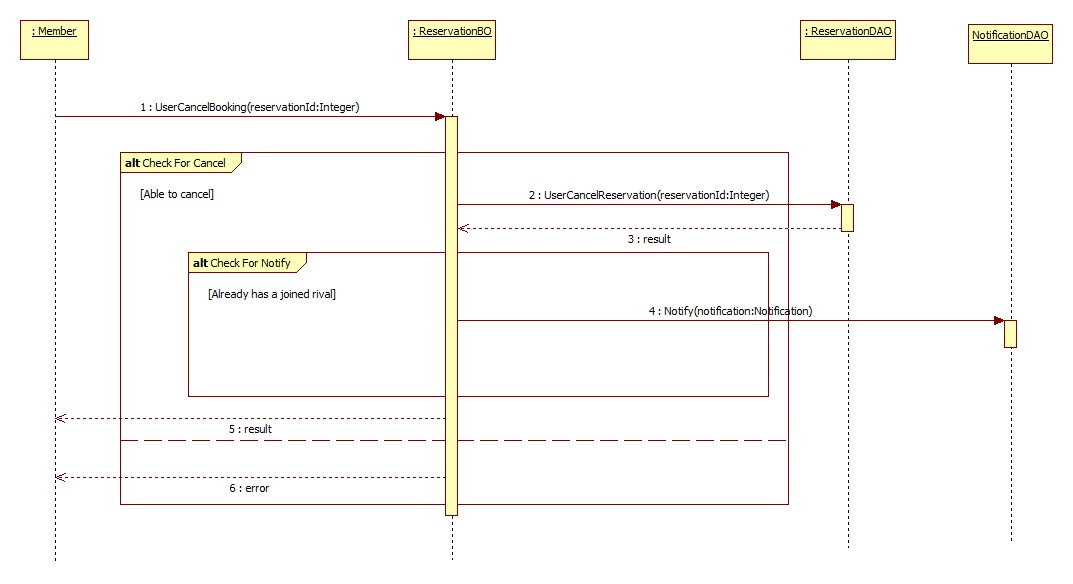 : Member
: ReservationBO
: ReservationDAO
NotificationDAO
1 : UserCancelBooking(reservationId:Integer)
alt Check For Cancel
[Able to cancel]
2 : UserCancelReservation(reservationId:Integer)
3 : result
alt Check For Notify
[Already has a joined rival]
4 : Notify(notification:Notification)
5 : result
6 : error